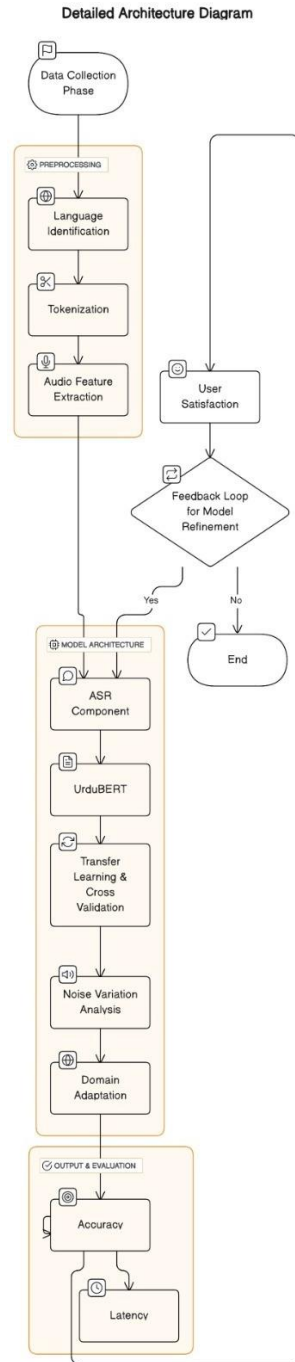 Detailed Architecture Diagram
Data Collection
Phase
PREPROCESSING
Language
Identification
Tokenization
Audio Feature
Extraction
User
Satisfaction
Feedback Loop
for Model
Refinement
Yes
No
End
MODEL ARCHITECTURE
ASR
Component
UrduBERT
Transfer
Learning &
Cross
Validation
Noise Variation
Analysis
Domain
Adaptation
OUTPUT & EVALUATION
Accuracy
Latency